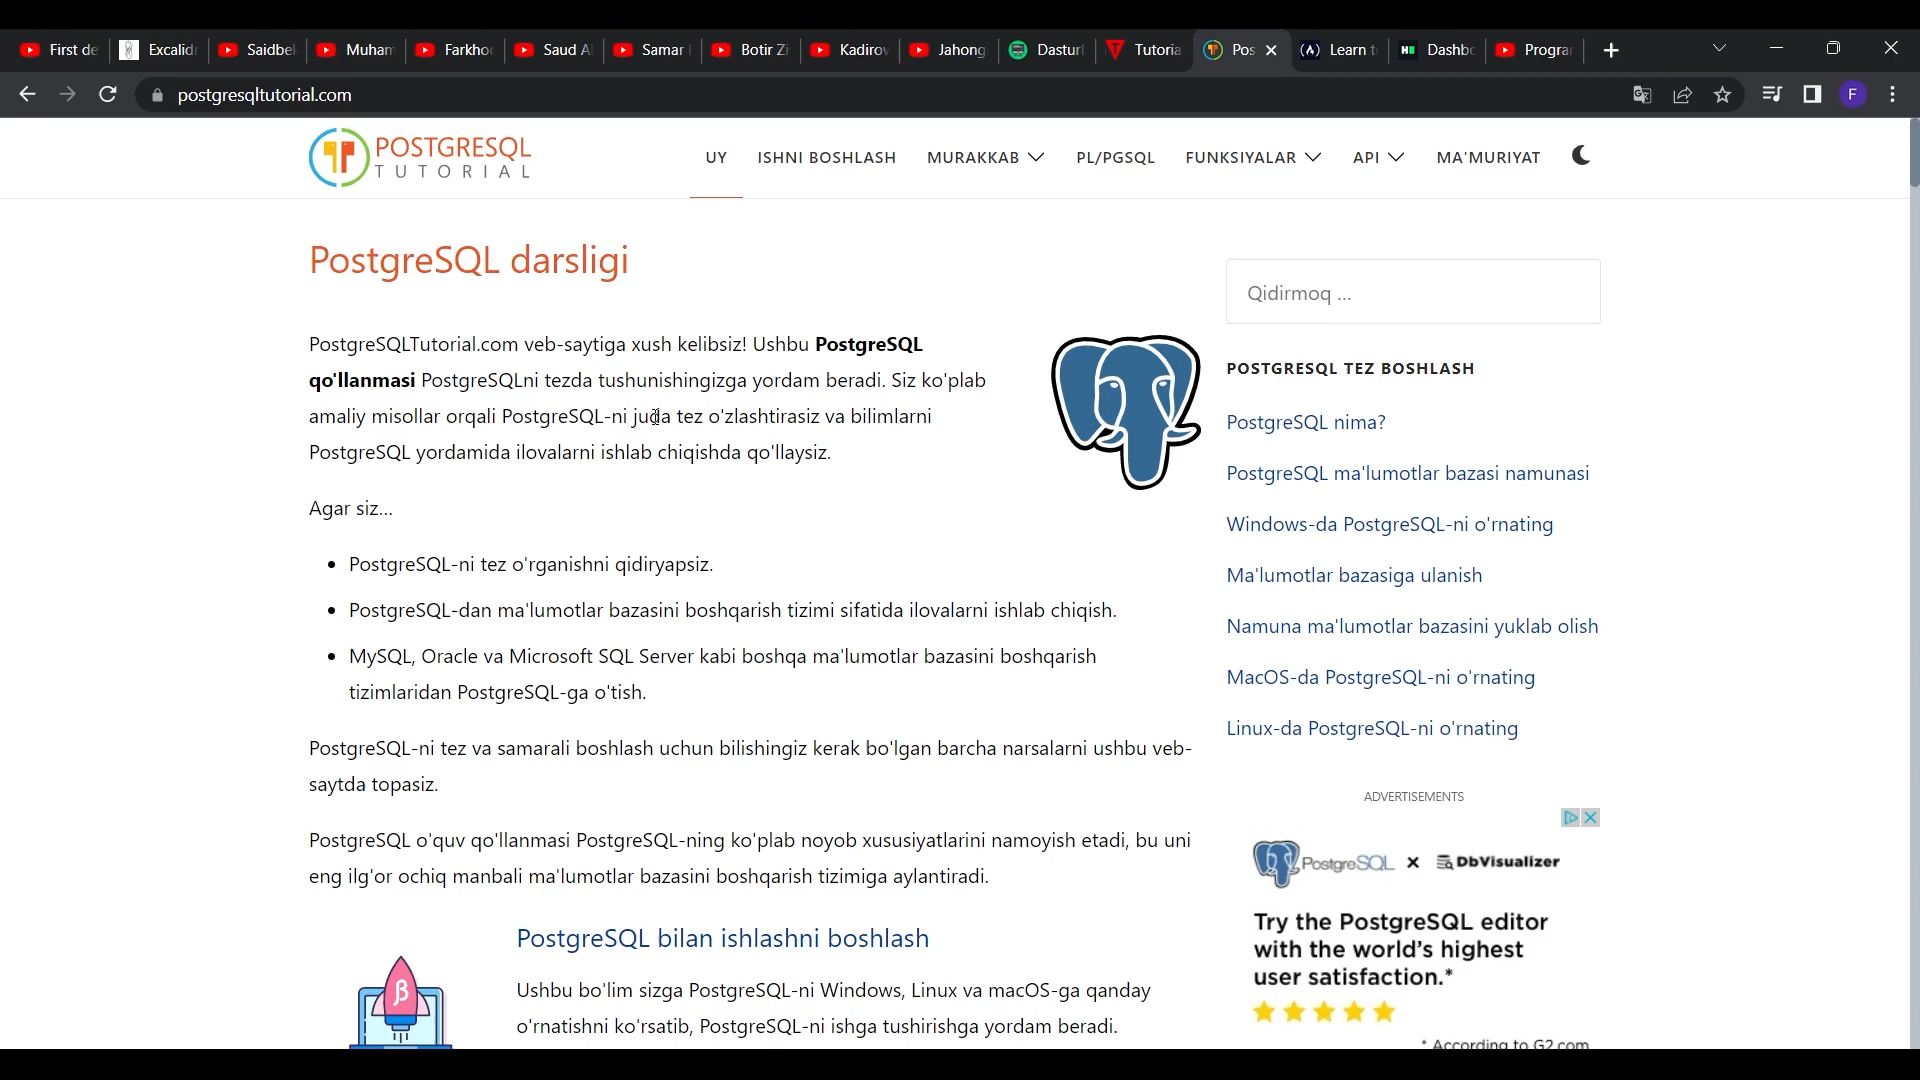 First de
Excalid
Saidbek
Muham
Farkho
Saud A
Samar
Botir Zi
Kadirov
Jahong
Dasturl
Tutoria
Pos
Learn t
Dashbo
Progra
postgresqltutorial.com
F
POSTGRESQL
TUTORIAL
UY
ISHNI BOSHLASH
MURAKKAB
PL/PGSQL
FUNKSIYALAR
API
MA'MURIYAT
PostgreSQL darsligi
PostgreSQLTutorial.com veb-saytiga xush kelibsiz! Ushbu PostgreSQL
qo'llanmasi PostgreSQLni tezda tushunishingizga yordam beradi. Siz ko'plab
amaliy misollar orqali PostgreSQL-ni juda tez o'zlashtirasiz va bilimlarni
PostgreSQL yordamida ilovalarni ishlab chiqishda qo'llaysiz.
Agar siz...
• PostgreSQL-ni tez o'rganishni qidiryapsiz.
• PostgreSQL-dan ma'lumotlar bazasini boshqarish tizimi sifatida ilovalarni ishlab chiqish.
• MySQL, Oracle va Microsoft SQL Server kabi boshqa ma'lumotlar bazasini boshqarish
tizimlaridan PostgreSQL-ga o'tish.
PostgreSQL-ni tez va samarali boshlash uchun bilishingiz kerak bo'lgan barcha narsalarni ushbu veb-
saytda topasiz.
PostgreSQL o'quv qo'llanmasi PostgreSQL-ning ko'plab noyob xususiyatlarini namoyish etadi, bu uni
eng ilg'or ochiq manbali ma'lumotlar bazasini boshqarish tizimiga aylantiradi.
β
PostgreSQL bilan ishlashni boshlash
Ushbu bo'lim sizga PostgreSQL-ni Windows, Linux va macOS-ga qanday
o'rnatishni ko'rsatib, PostgreSQL-ni ishga tushirishga yordam beradi.
Qidirmoq ...
POSTGRESQL TEZ BOSHLASH
PostgreSQL nima?
PostgreSQL ma'lumotlar bazasi namunasi
Windows-da PostgreSQL-ni o'rnating
Ma'lumotlar bazasiga ulanish
Namuna ma'lumotlar bazasini yuklab olish
MacOS-da PostgreSQL-ni o'rnating
Linux-da PostgreSQL-ni o'rnating
ADVERTISEMENTS
PostgreSQL x DbVisualizer
Try the PostgreSQL editor
with the world's highest
user satisfaction.*
* According to G2.com